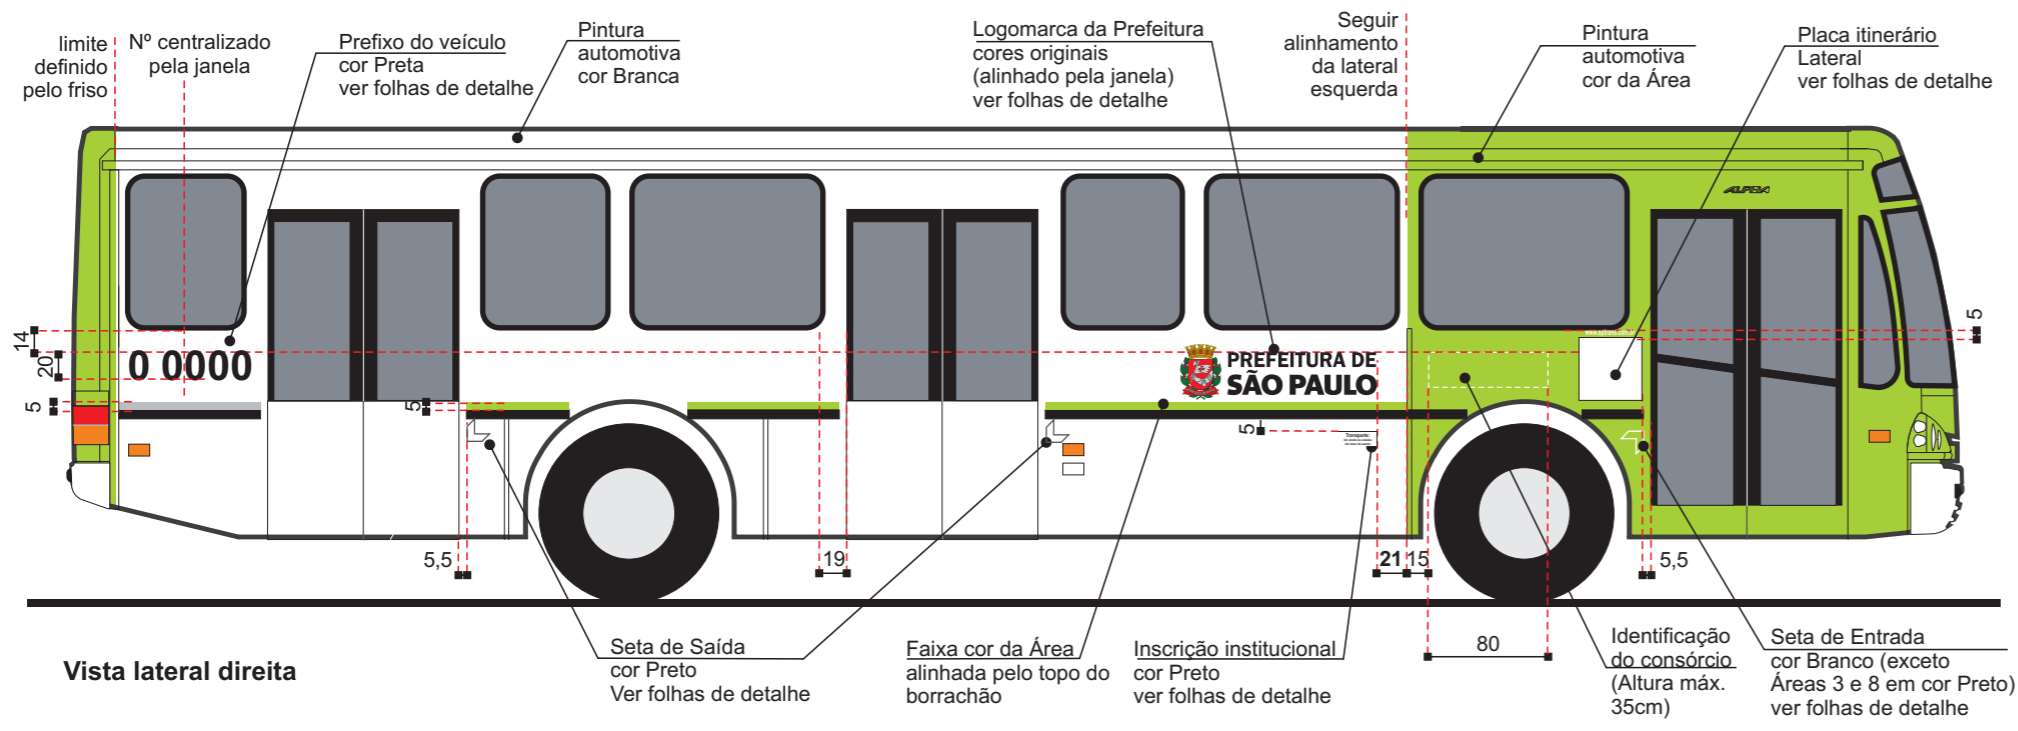 limite
definido
pelo friso
Nº centralizado
pela janela
Prefixo do veículo
cor Preta
ver folhas de detalhe
Pintura
automotiva
cor Branca
Logomarca da Prefeitura
cores originais
(alinhado pela janela)
ver folhas de detalhe
Seguir
alinhamento
da lateral
esquerda
Pintura
automotiva
cor da Área
Placa itinerário
Lateral
ver folhas de detalhe
14
20
5
0 0000
5
PREFEITURA DE
SÃO PAULO
5
5
5,5
19
21
15
5,5
80
Vista lateral direita
Seta de Saída
cor Preto
Ver folhas de detalhe
Faixa cor da Área
alinhada pelo topo do
borrachão
Inscrição institucional
cor Preto
ver folhas de detalhe
Identificação
do consórcio
(Altura máx.
35cm)
Seta de Entrada
cor Branco (exceto
Áreas 3 e 8 em cor Preto)
ver folhas de detalhe